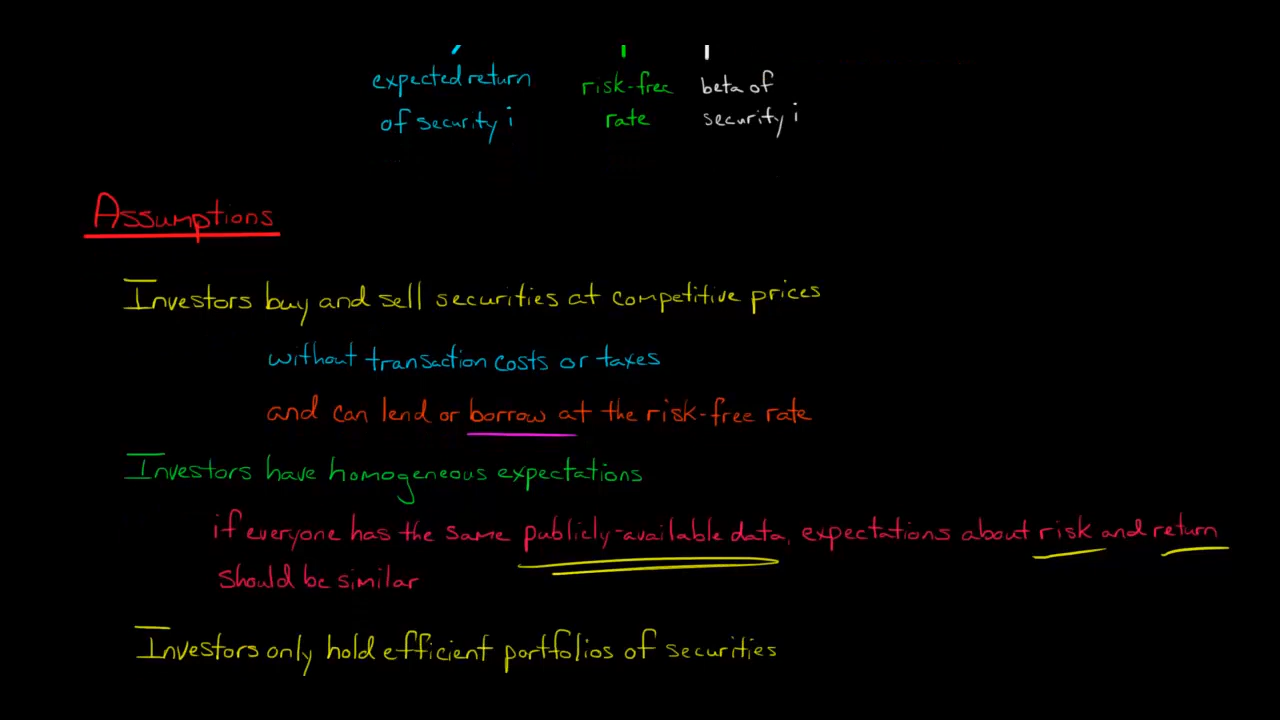 expected return
of security i
risk-free
rate
beta of
security i
Assumptions
Investors buy and sell securities at competitive prices
without transaction costs or taxes
and can lend or borrow at the risk-free rate
Investors have homogeneous expectations
if everyone has the same publicly-available data, expectations about risk and return
should be similar
Investors only hold efficient portfolios of securities